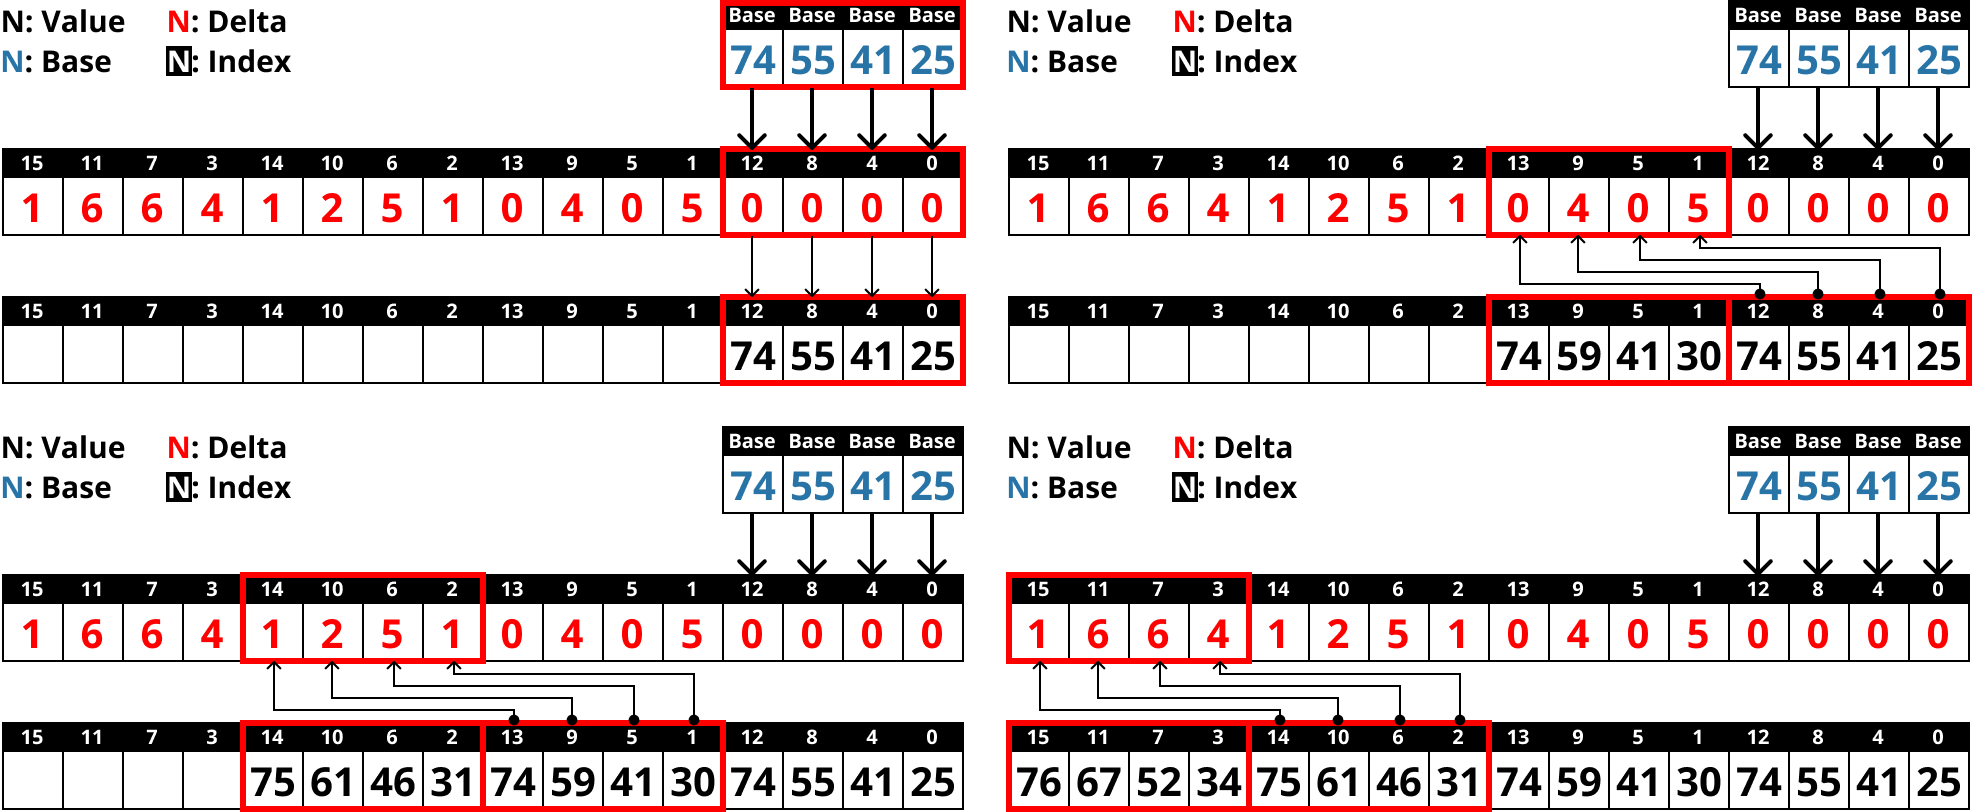 N: Value N: Delta
N: Base N: Index
Base Base Base Base
74 55 41 25
15 11 7 3 14 10 6 2 13 9 5 1 12 8 4 0
1 6 6 4 1 2 5 1 0 4 0 5 0 0 0 0
15 11 7 3 14 10 6 2 13 9 5 1 12 8 4 0
74 55 41 25
N: Value N: Delta
N: Base N: Index
Base Base Base Base
74 55 41 25
15 11 7 3 14 10 6 2 13 9 5 1 12 8 4 0
1 6 6 4 1 2 5 1 0 4 0 5 0 0 0 0
15 11 7 3 14 10 6 2 13 9 5 1 12 8 4 0
74 59 41 30 74 55 41 25
N: Value N: Delta
N: Base N: Index
Base Base Base Base
74 55 41 25
15 11 7 3 14 10 6 2 13 9 5 1 12 8 4 0
1 6 6 4 1 2 5 1 0 4 0 5 0 0 0 0
15 11 7 3 14 10 6 2 13 9 5 1 12 8 4 0
75 61 46 31 74 59 41 30 74 55 41 25
N: Value N: Delta
N: Base N: Index
Base Base Base Base
74 55 41 25
15 11 7 3 14 10 6 2 13 9 5 1 12 8 4 0
1 6 6 4 1 2 5 1 0 4 0 5 0 0 0 0
15 11 7 3 14 10 6 2 13 9 5 1 12 8 4 0
76 67 52 34 75 61 46 31 74 59 41 30 74 55 41 25